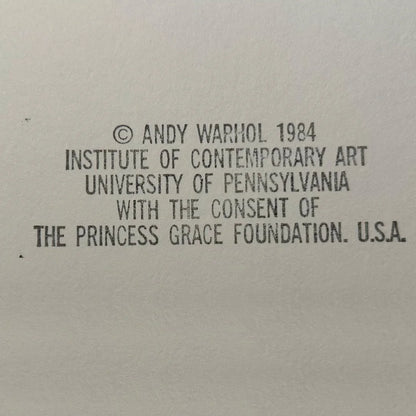 © ANDY WARHOL 1984
INSTITUTE OF CONTEMPORARY ART
UNIVERSITY OF PENNSYLVANIA
WITH THE CONSENT OF
THE PRINCESS GRACE FOUNDATION. U.S.A.